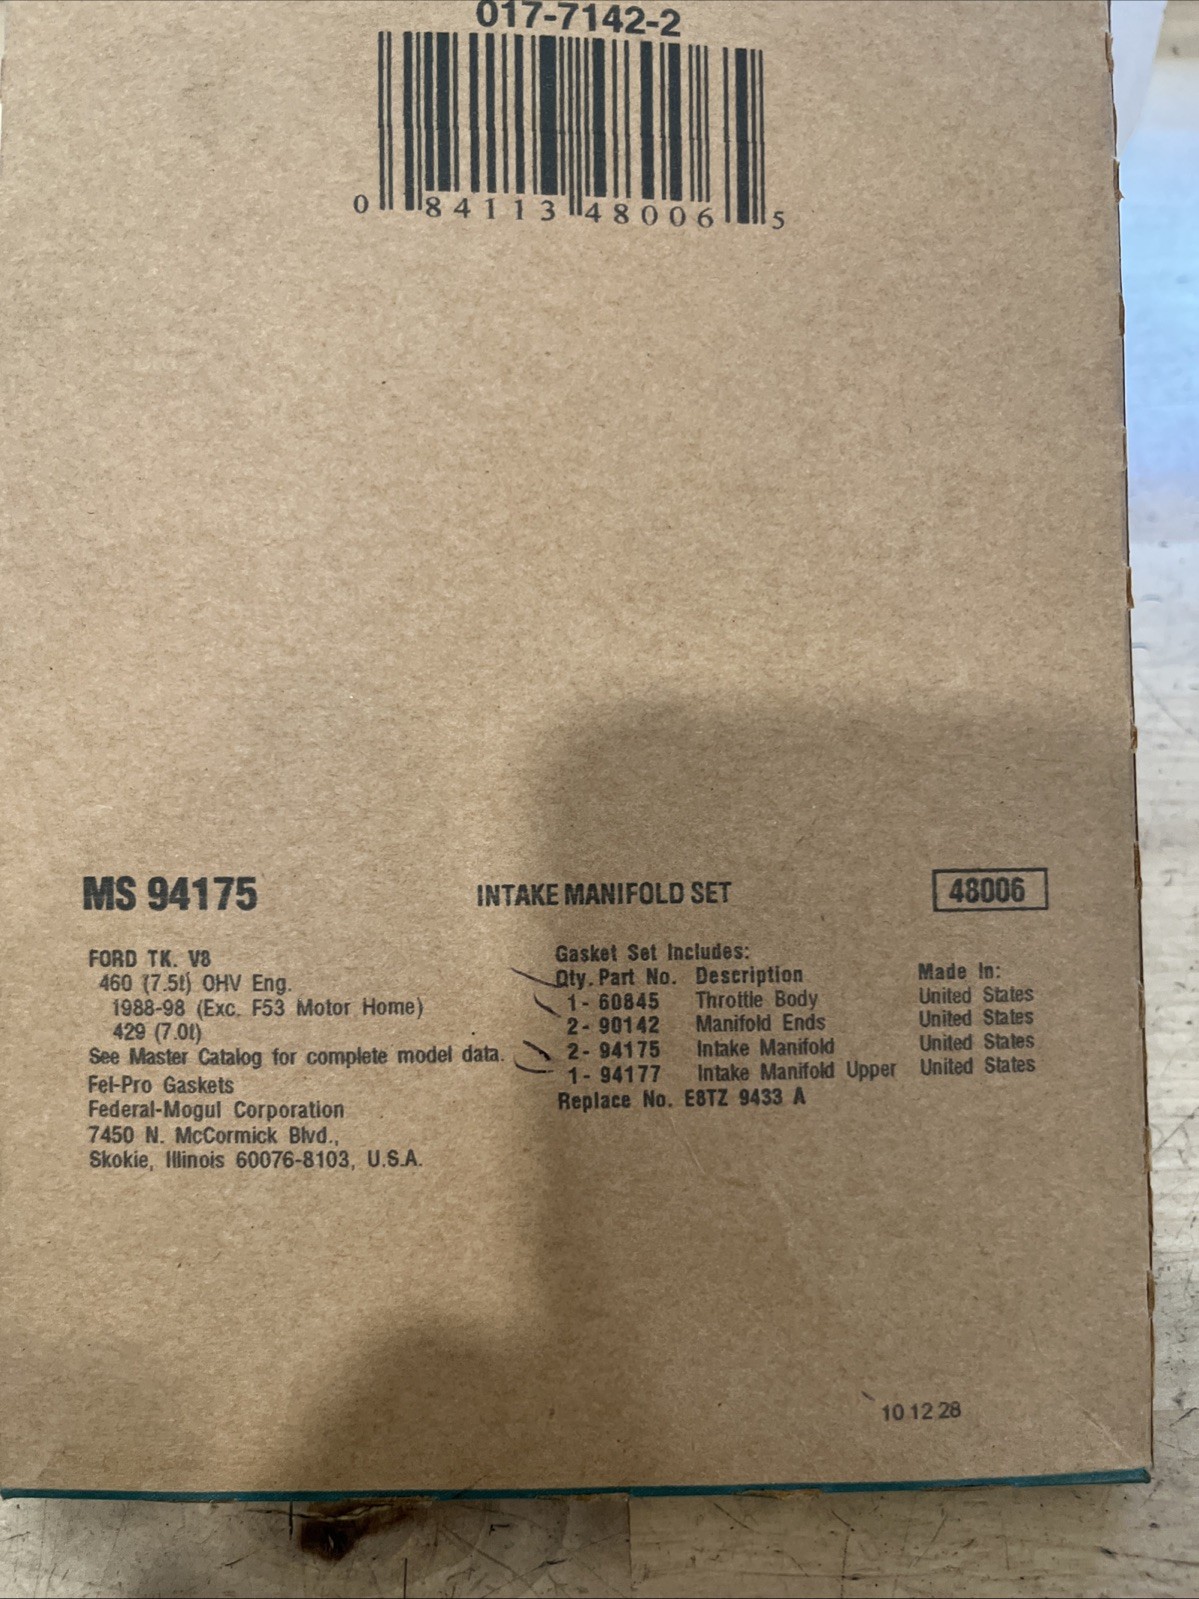 017-7142-2
0 84113 48006 5
MS 94175 INTAKE MANIFOLD SET 48006
FORD TK. V8
460 (7.5ℓ) OHV Eng.
1988-98 (Exc. F53 Motor Home)
429 (7.0ℓ)
See Master Catalog for complete model data.
Fel-Pro Gaskets
Federal-Mogul Corporation
7450 N. McCormick Blvd.,
Skokie, Illinois 60076-8103, U.S.A.
Gasket Set Includes:
Qty. Part No. Description Made In:
1- 60845 Throttle Body United States
2- 90142 Manifold Ends United States
2- 94175 Intake Manifold United States
1- 94177 Intake Manifold Upper United States
Replace No. E8TZ 9433 A
10 12 28